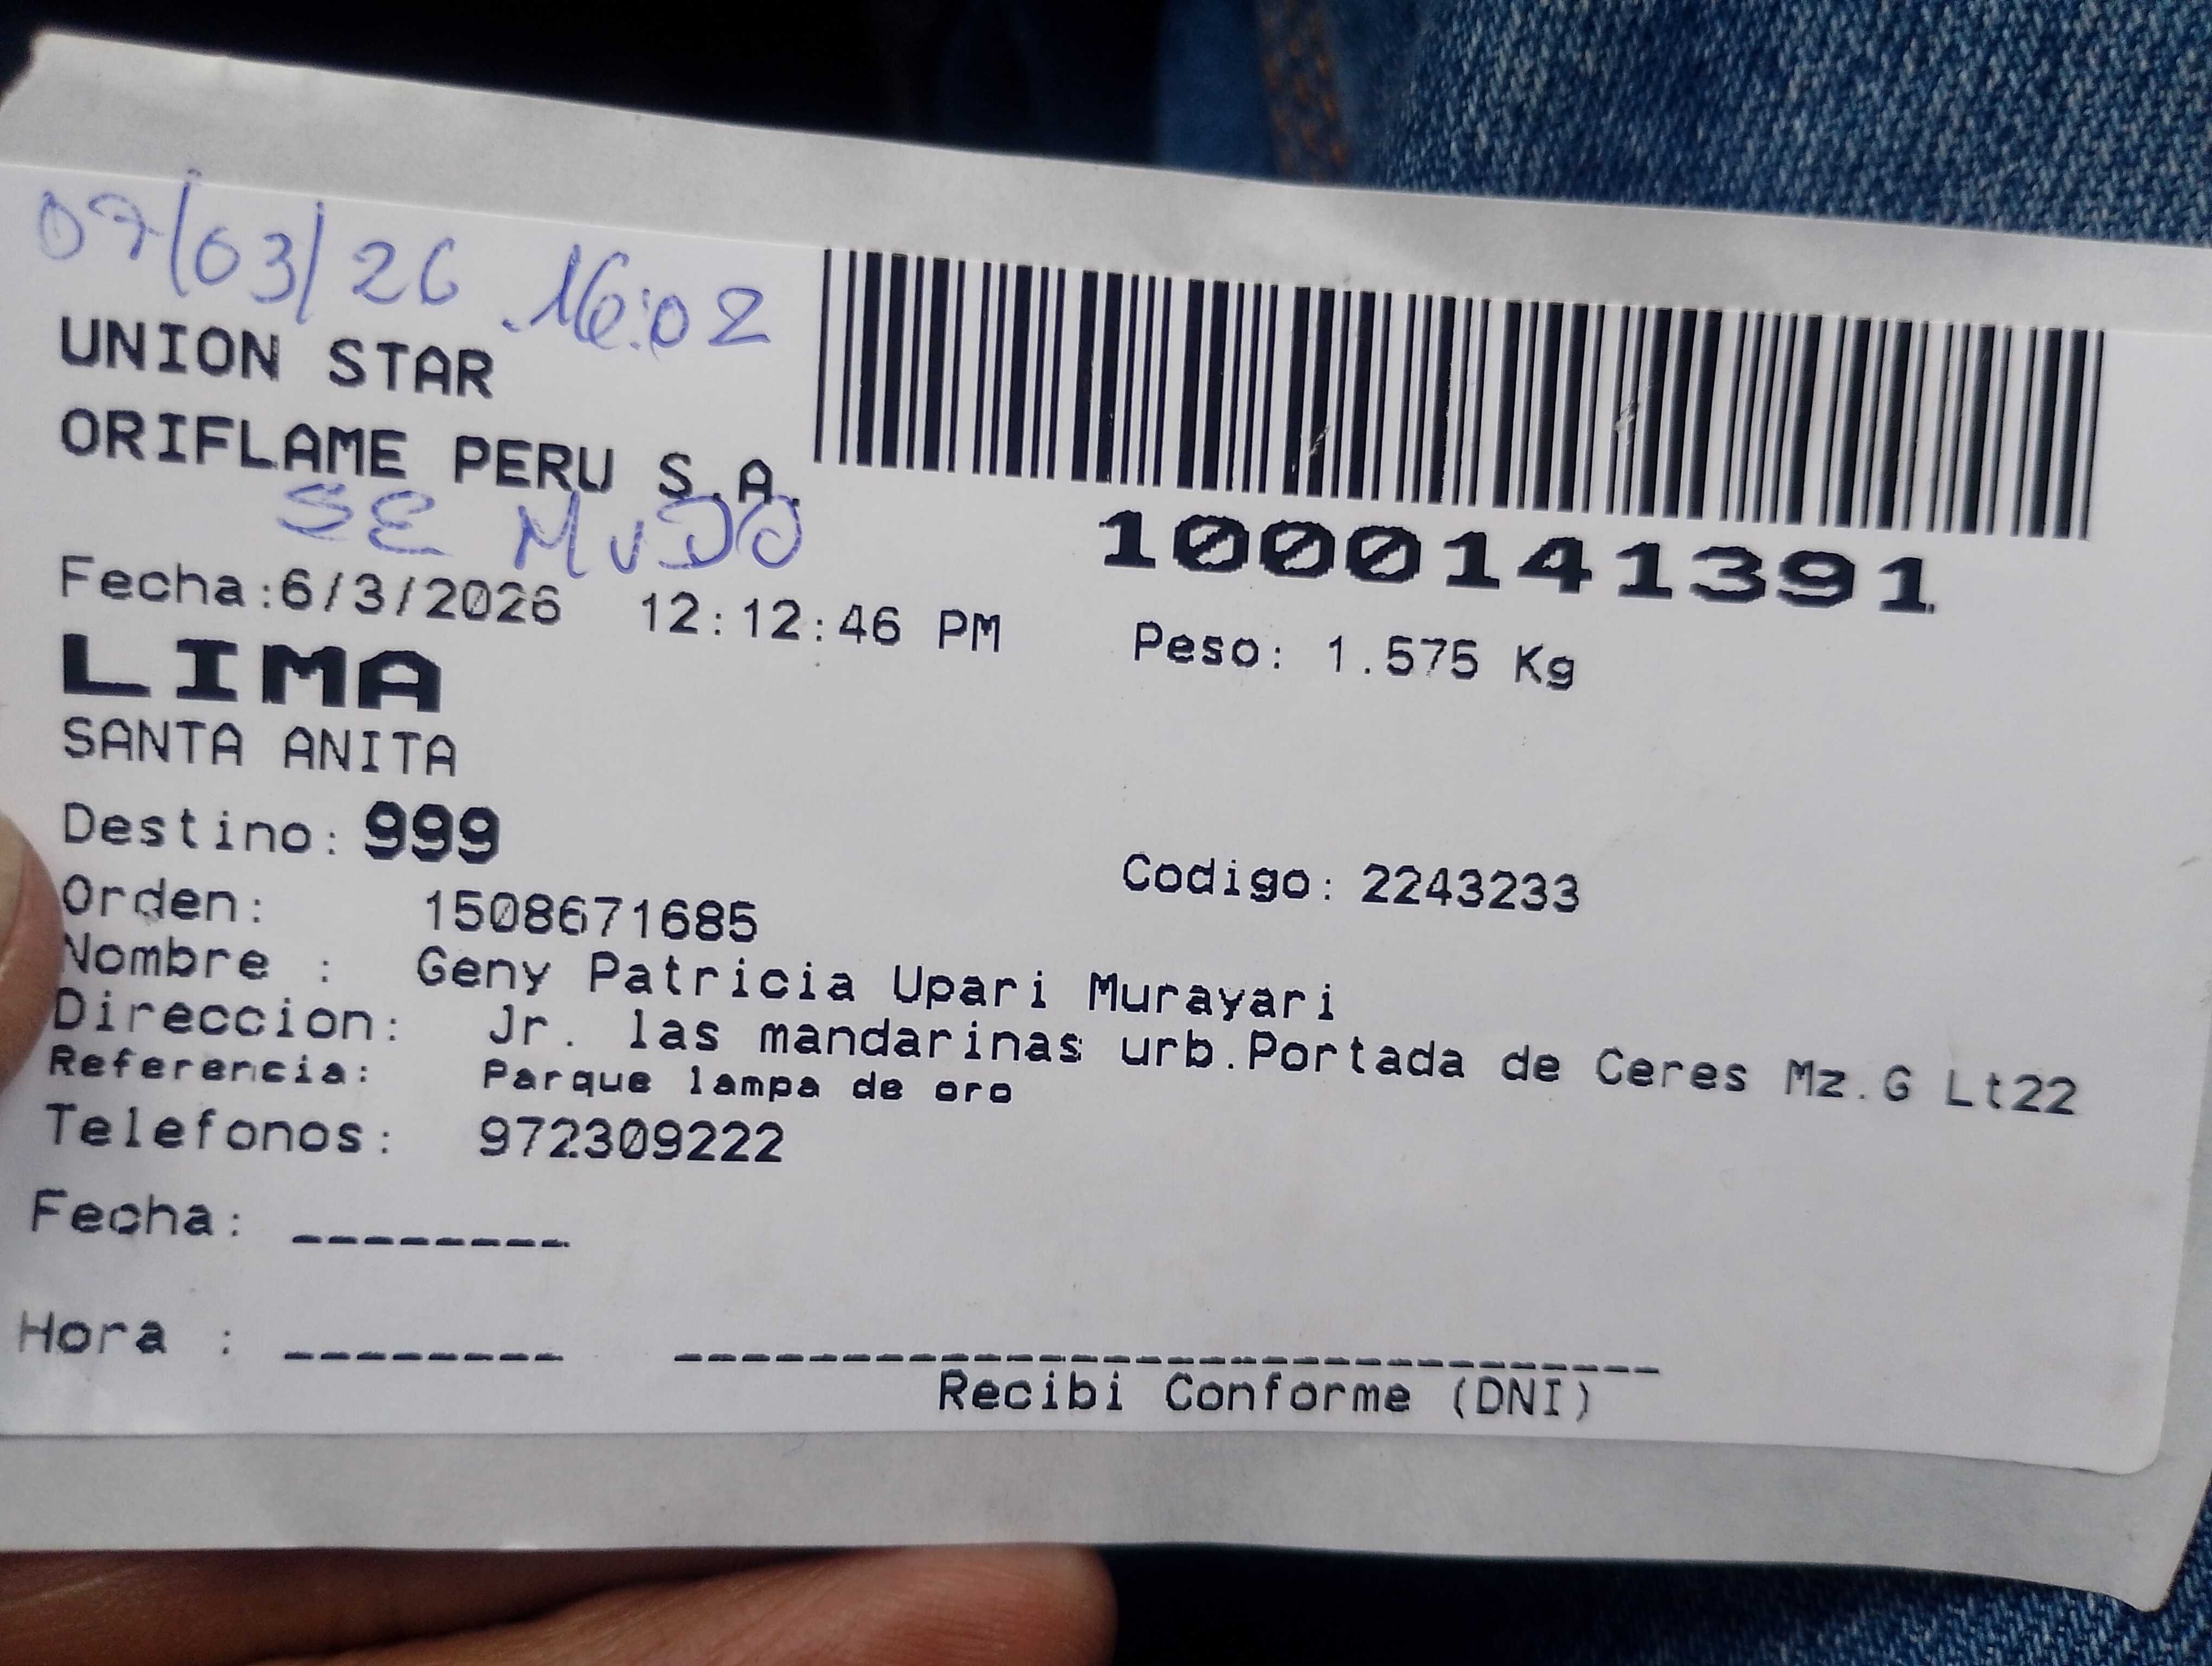 07/03/26 .16:02
UNION STAR
ORIFLAME PERU S.A.
SE MUDO
1000141391
Fecha:6/3/2026 12:12:46 PM
Peso: 1.575 Kg
LIMA
SANTA ANITA
Destino: 999
Codigo: 2243233
Orden: 1508671685
Nombre : Geny Patricia Upari Murayari
Direccion: Jr. las mandarinas urb.Portada de Ceres Mz.G Lt22
Referencia: Parque lampa de oro
Telefonos: 972309222
Fecha: ________
Hora : ________
Recibi Conforme (DNI)